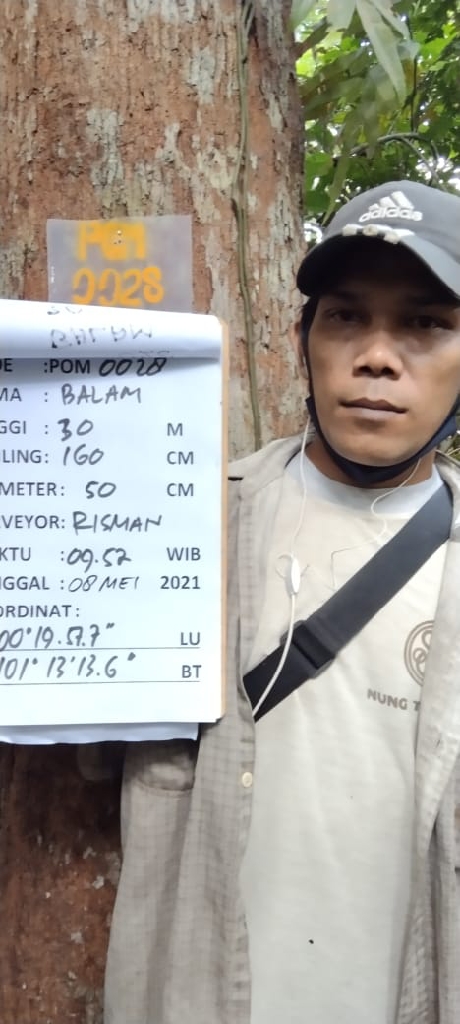 POM
0028
DE :POM 0028
MA : BALAM
GGI : 30 M
LING: 160 CM
METER: 50 CM
VEYOR: RISMAN
KTU :09.52 WIB
NGGAL : 08 MEI 2021
ORDINAT:
00°19.57.7" LU
101° 13'13.6" BT
adidas
NUNG T